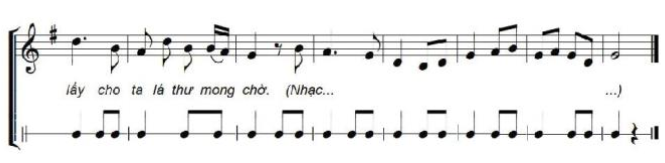 lấy cho ta lá thư mong chờ. (Nhạc... ...)